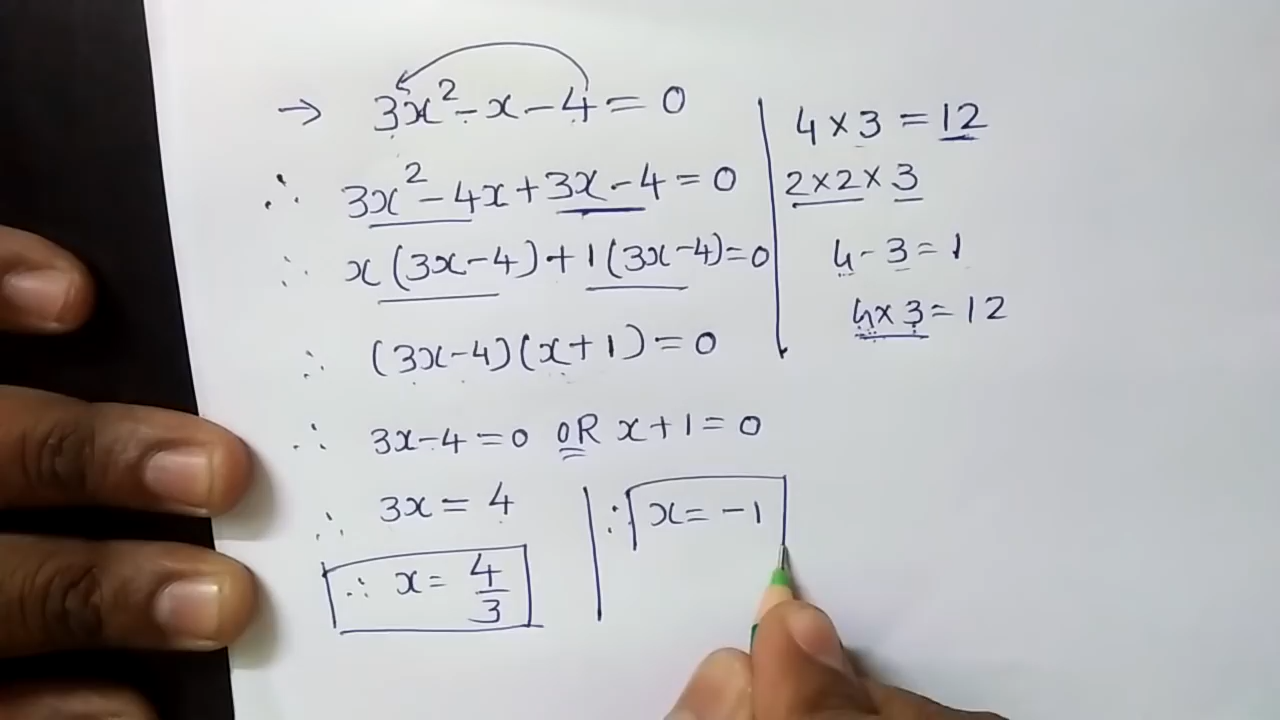 → 3x² - x - 4 = 0
∴ 3x² - 4x + 3x - 4 = 0
∴ x(3x-4) + 1(3x-4) = 0
∴ (3x-4)(x+1) = 0
∴ 3x-4 = 0 OR x+1 = 0
∴ 3x = 4
∴ x = 4/3
∴ x = -1
4 × 3 = 12
2×2×3
4 - 3 = 1
4×3 = 12